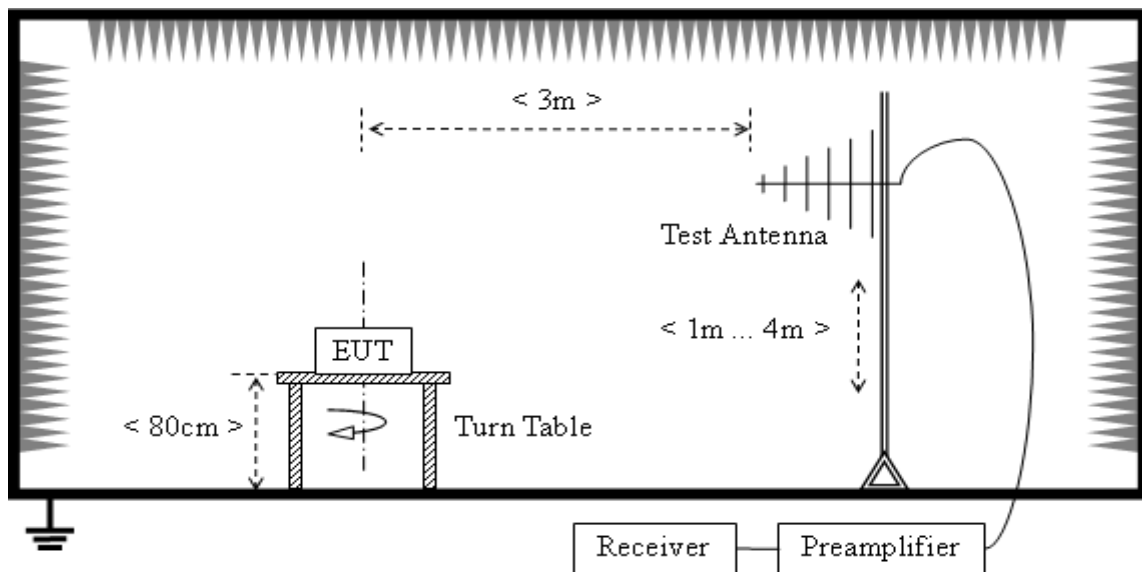 < 3m >
Test Antenna
< 1m ... 4m >
EUT
< 80cm >
Turn Table
Receiver
Preamplifier